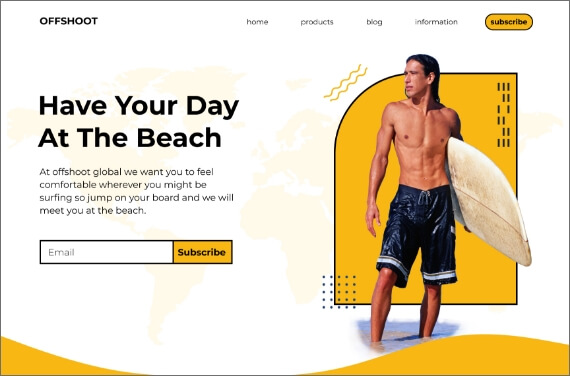 OFFSHOOT
home products blog information subscribe
Have Your Day
At The Beach
At offshoot global we want you to feel
comfortable wherever you might be
surfing so jump on your board and we will
meet you at the beach.
Email Subscribe